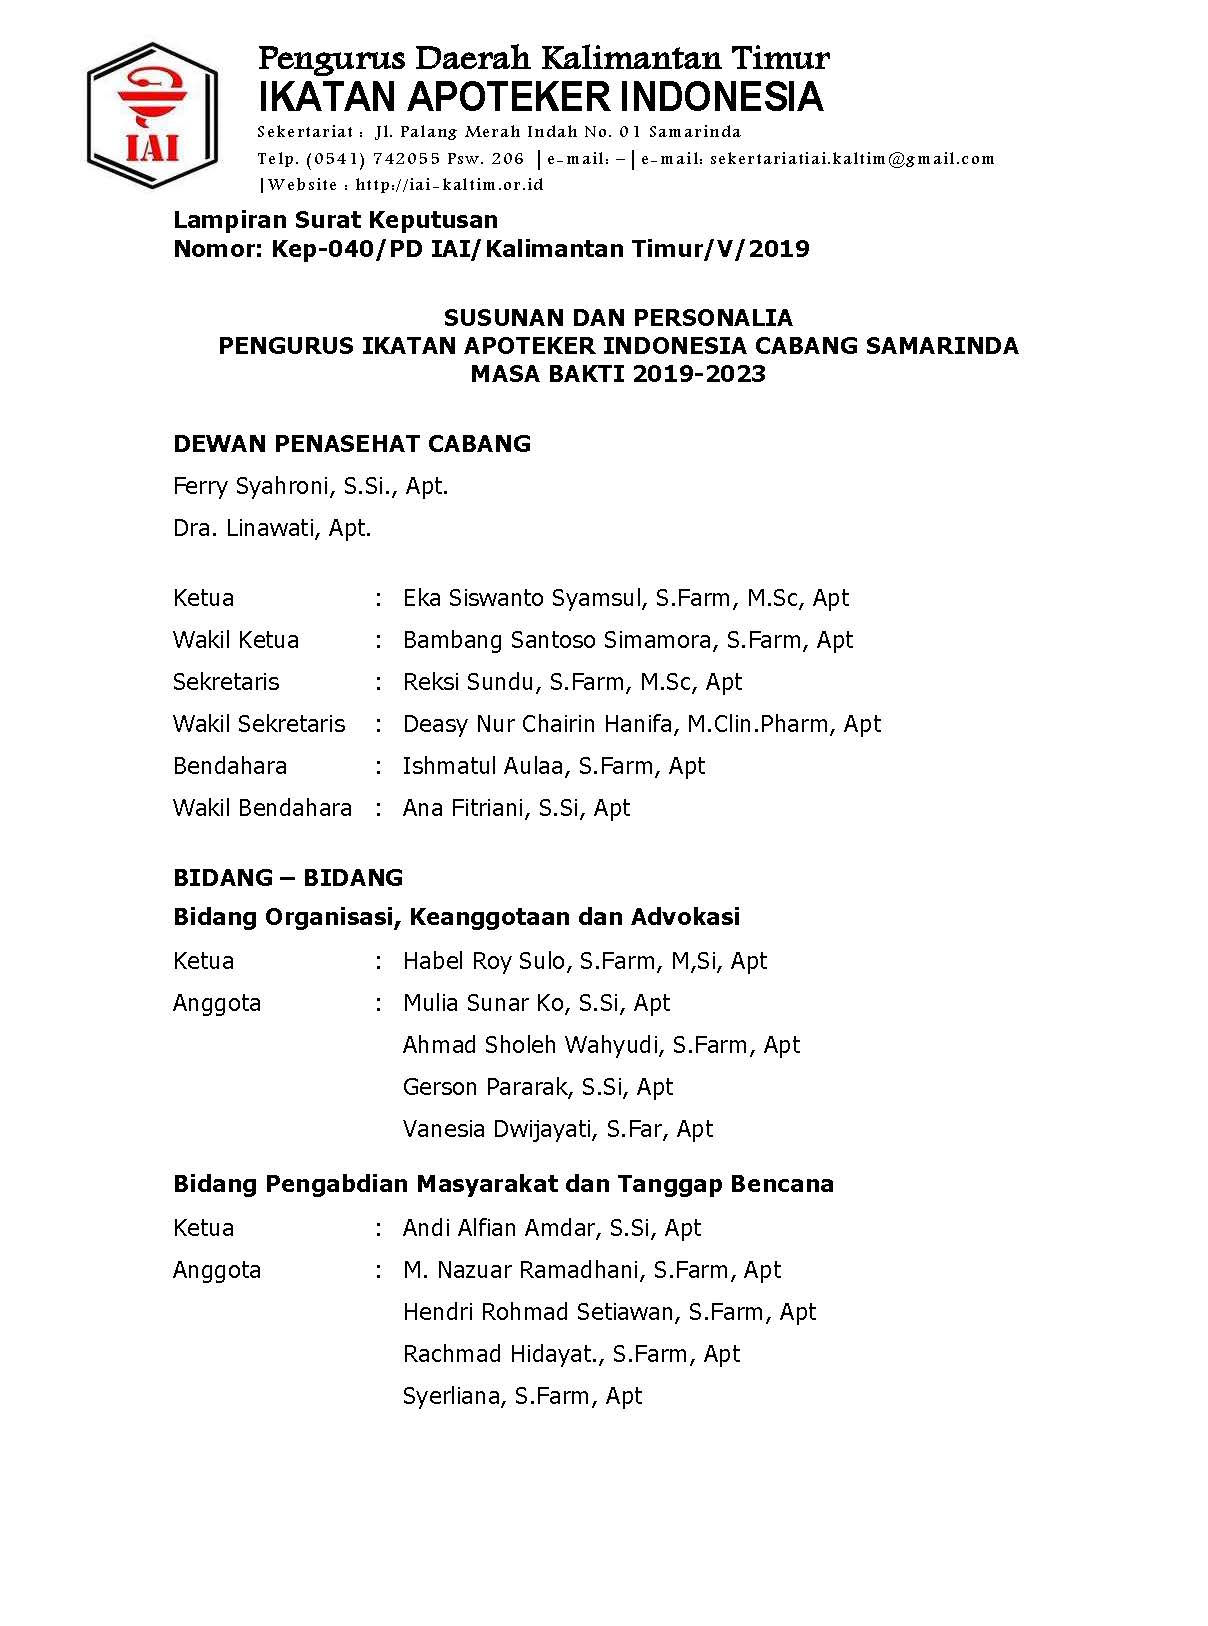 IAI
Pengurus Daerah Kalimantan Timur
IKATAN APOTEKER INDONESIA
Sekertariat : Jl. Palang Merah Indah No. 01 Samarinda
Telp. (0541) 742055 Psw. 206 | e-mail: – | e-mail: sekertariatiai.kaltim@gmail.com
|Website : http://iai-kaltim.or.id
Lampiran Surat Keputusan
Nomor: Kep-040/PD IAI/Kalimantan Timur/V/2019
SUSUNAN DAN PERSONALIA
PENGURUS IKATAN APOTEKER INDONESIA CABANG SAMARINDA
MASA BAKTI 2019-2023
DEWAN PENASEHAT CABANG
Ferry Syahroni, S.Si., Apt.
Dra. Linawati, Apt.
Ketua : Eka Siswanto Syamsul, S.Farm, M.Sc, Apt
Wakil Ketua : Bambang Santoso Simamora, S.Farm, Apt
Sekretaris : Reksi Sundu, S.Farm, M.Sc, Apt
Wakil Sekretaris : Deasy Nur Chairin Hanifa, M.Clin.Pharm, Apt
Bendahara : Ishmatul Aulaa, S.Farm, Apt
Wakil Bendahara : Ana Fitriani, S.Si, Apt
BIDANG – BIDANG
Bidang Organisasi, Keanggotaan dan Advokasi
Ketua : Habel Roy Sulo, S.Farm, M,Si, Apt
Anggota : Mulia Sunar Ko, S.Si, Apt
Ahmad Sholeh Wahyudi, S.Farm, Apt
Gerson Pararak, S.Si, Apt
Vanesia Dwijayati, S.Far, Apt
Bidang Pengabdian Masyarakat dan Tanggap Bencana
Ketua : Andi Alfian Amdar, S.Si, Apt
Anggota : M. Nazuar Ramadhani, S.Farm, Apt
Hendri Rohmad Setiawan, S.Farm, Apt
Rachmad Hidayat., S.Farm, Apt
Syerliana, S.Farm, Apt